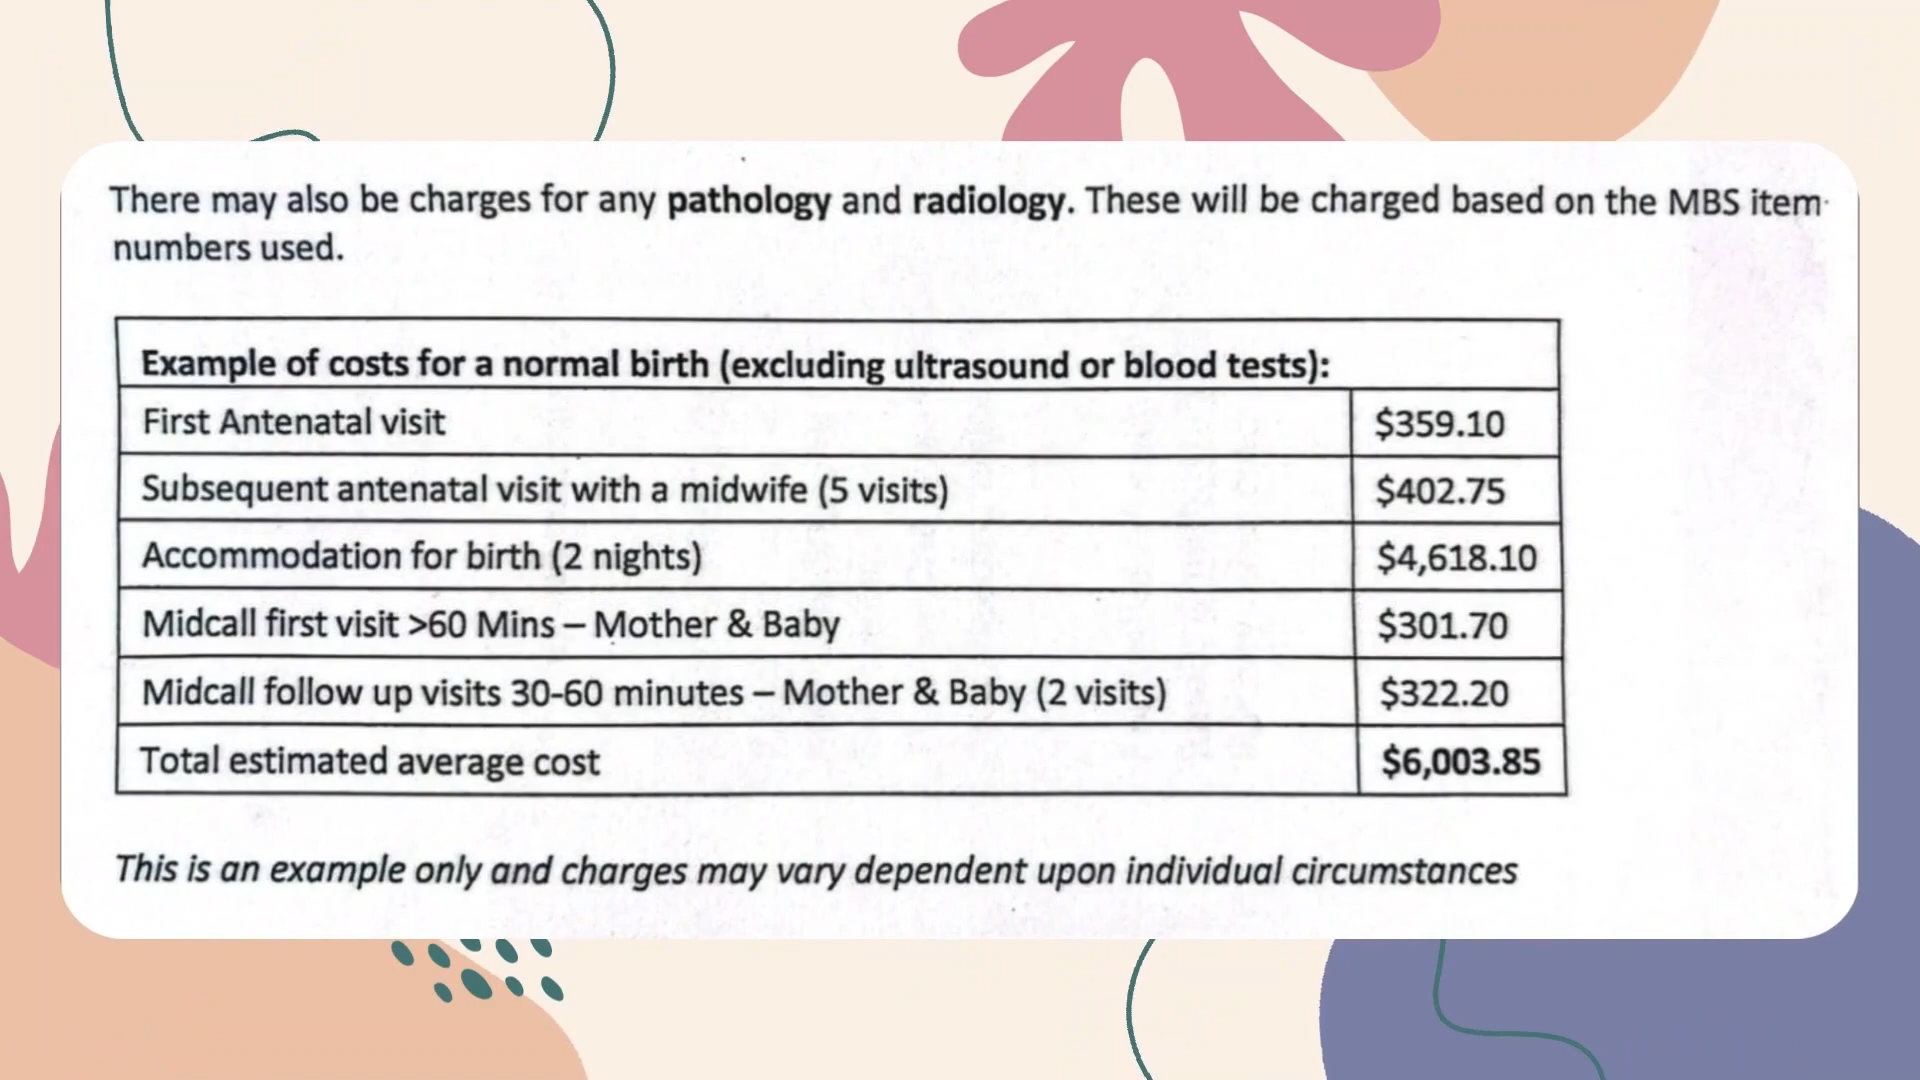 There may also be charges for any pathology and radiology. These will be charged based on the MBS item
numbers used.
Example of costs for a normal birth (excluding ultrasound or blood tests):
First Antenatal visit $359.10
Subsequent antenatal visit with a midwife (5 visits) $402.75
Accommodation for birth (2 nights) $4,618.10
Midcall first visit >60 Mins – Mother & Baby $301.70
Midcall follow up visits 30-60 minutes – Mother & Baby (2 visits) $322.20
Total estimated average cost $6,003.85
This is an example only and charges may vary dependent upon individual circumstances